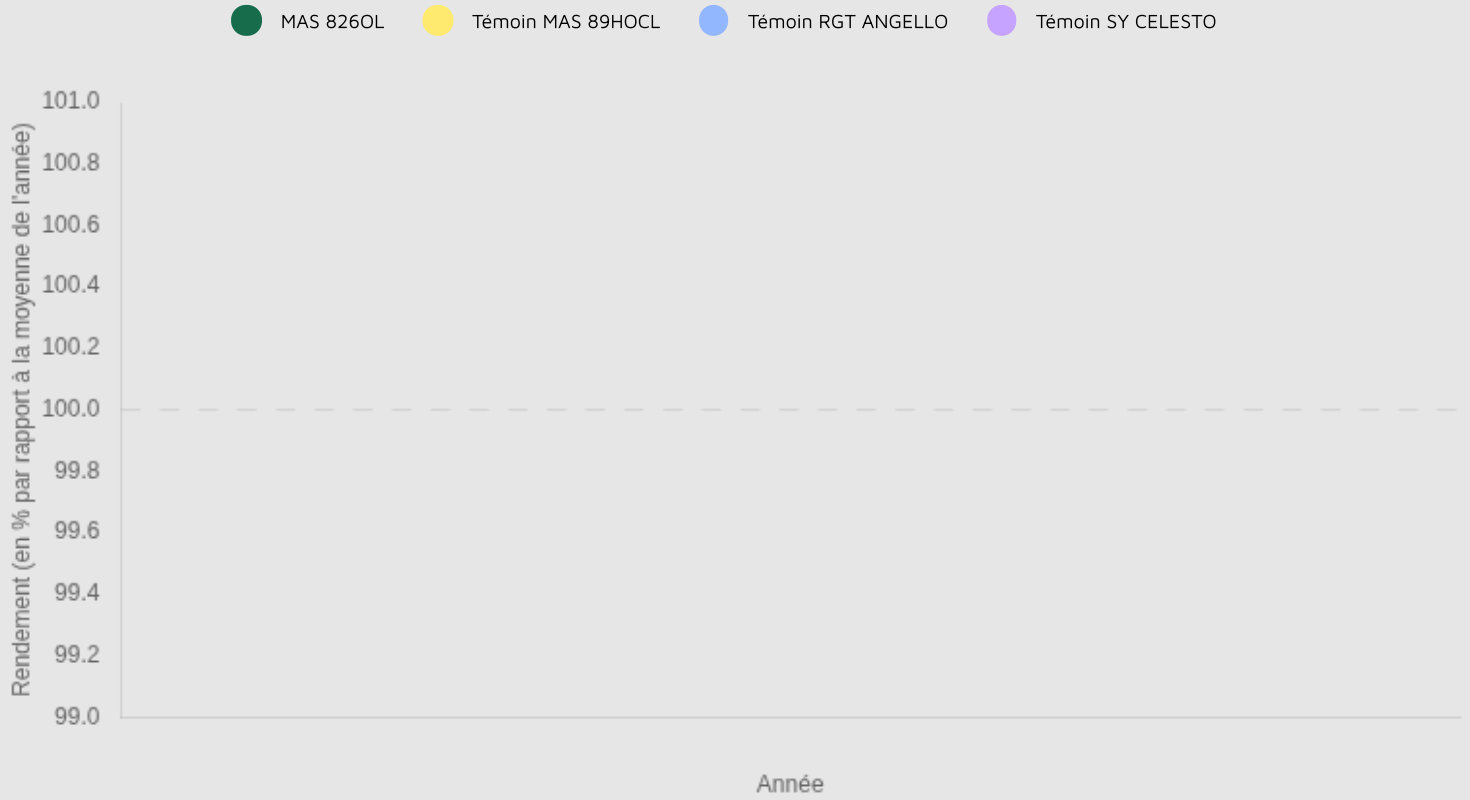 MAS 826OL
Témoin MAS 89HOCL
Témoin RGT ANGELLO
Témoin SY CELESTO
Rendement (en % par rapport à la moyenne de l'année)
101.0
100.8
100.6
100.4
100.2
100.0
99.8
99.6
99.4
99.2
99.0
Année